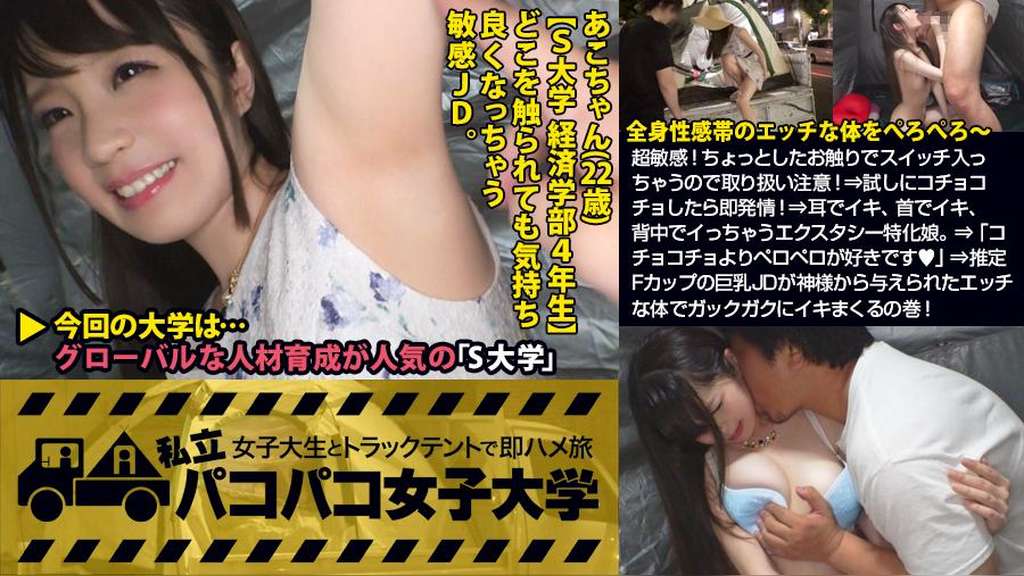 あこちゃん(22歳)
【S大学 経済学部4年生】
どこを触られても気持ち
良くなっちゃう
敏感JD。
▶今回の大学は…
グローバルな人材育成が人気の「S大学」
私立 女子大生とトラックテントで即ハメ旅
パコパコ女子大学
全身性感帯のエッチな体をぺろぺろ～
超敏感!ちょっとしたお触りでスイッチ入っ
ちゃうので取り扱い注意!⇒試しにコチョコ
チョしたら即発情!⇒耳でイキ、首でイキ、
背中でイっちゃうエクスタシー特化娘。⇒「コ
チョコチョよりペロペロが好きです♥」⇒推定
Fカップの巨乳JDが神様から与えられたエッチ
な体でガックガクにイキまくるの巻!